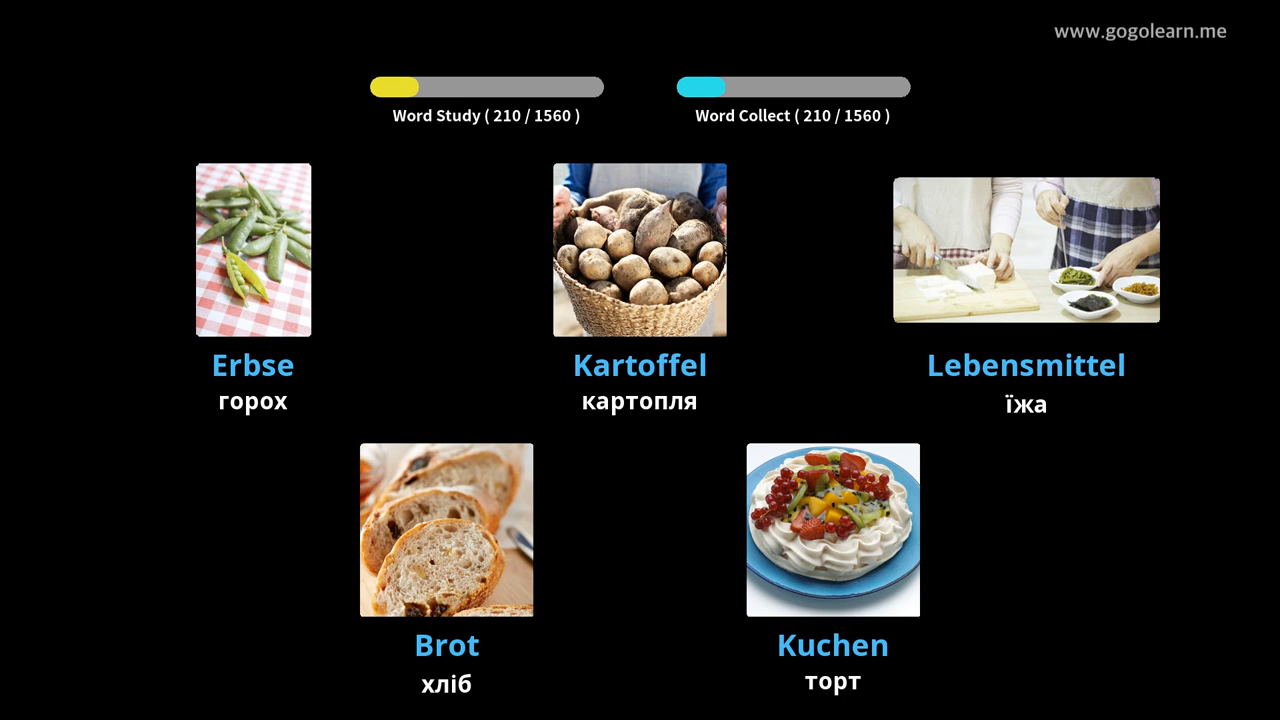 www.gogolearn.me
Word Study ( 210 / 1560 )
Word Collect ( 210 / 1560 )
Erbse
горох
Kartoffel
картопля
Lebensmittel
їжа
Brot
хліб
Kuchen
торт